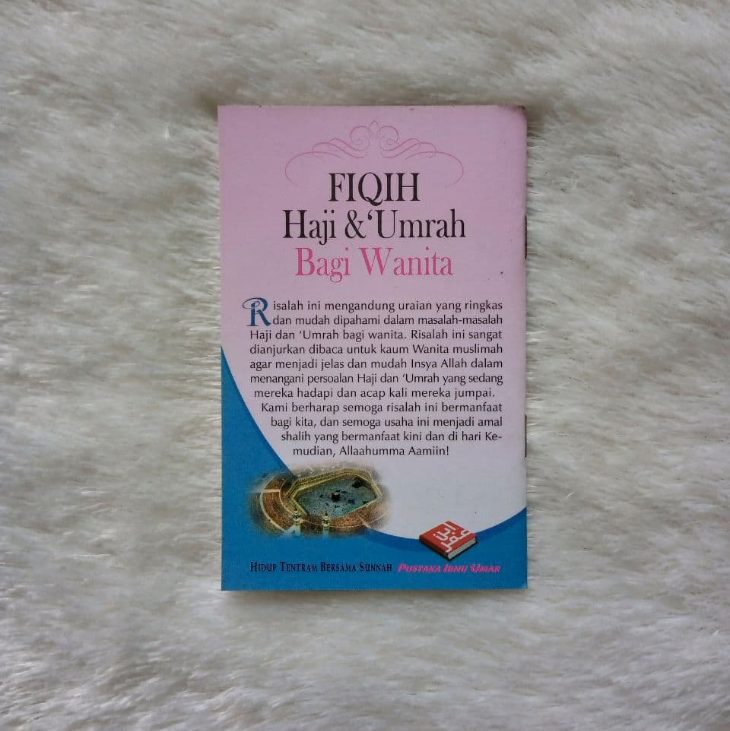 FIQIH
Haji & ‘Umrah
Bagi Wanita
Risalah ini mengandung uraian yang ringkas
dan mudah dipahami dalam masalah-masalah
Haji dan ‘Umrah bagi wanita. Risalah ini sangat
dianjurkan dibaca untuk kaum Wanita muslimah
agar menjadi jelas dan mudah Insya Allah dalam
menangani persoalan Haji dan ‘Umrah yang sedang
mereka hadapi dan acap kali mereka jumpai.
Kami berharap semoga risalah ini bermanfaat
bagi kita, dan semoga usaha ini menjadi amal
shalih yang bermanfaat kini dan di hari Ke-
mudian, Allaahumma Aamiin!
ابن عمر
HIDUP TENTRAM BERSAMA SUNNAH PUSTAKA IBNU ‘UMAR